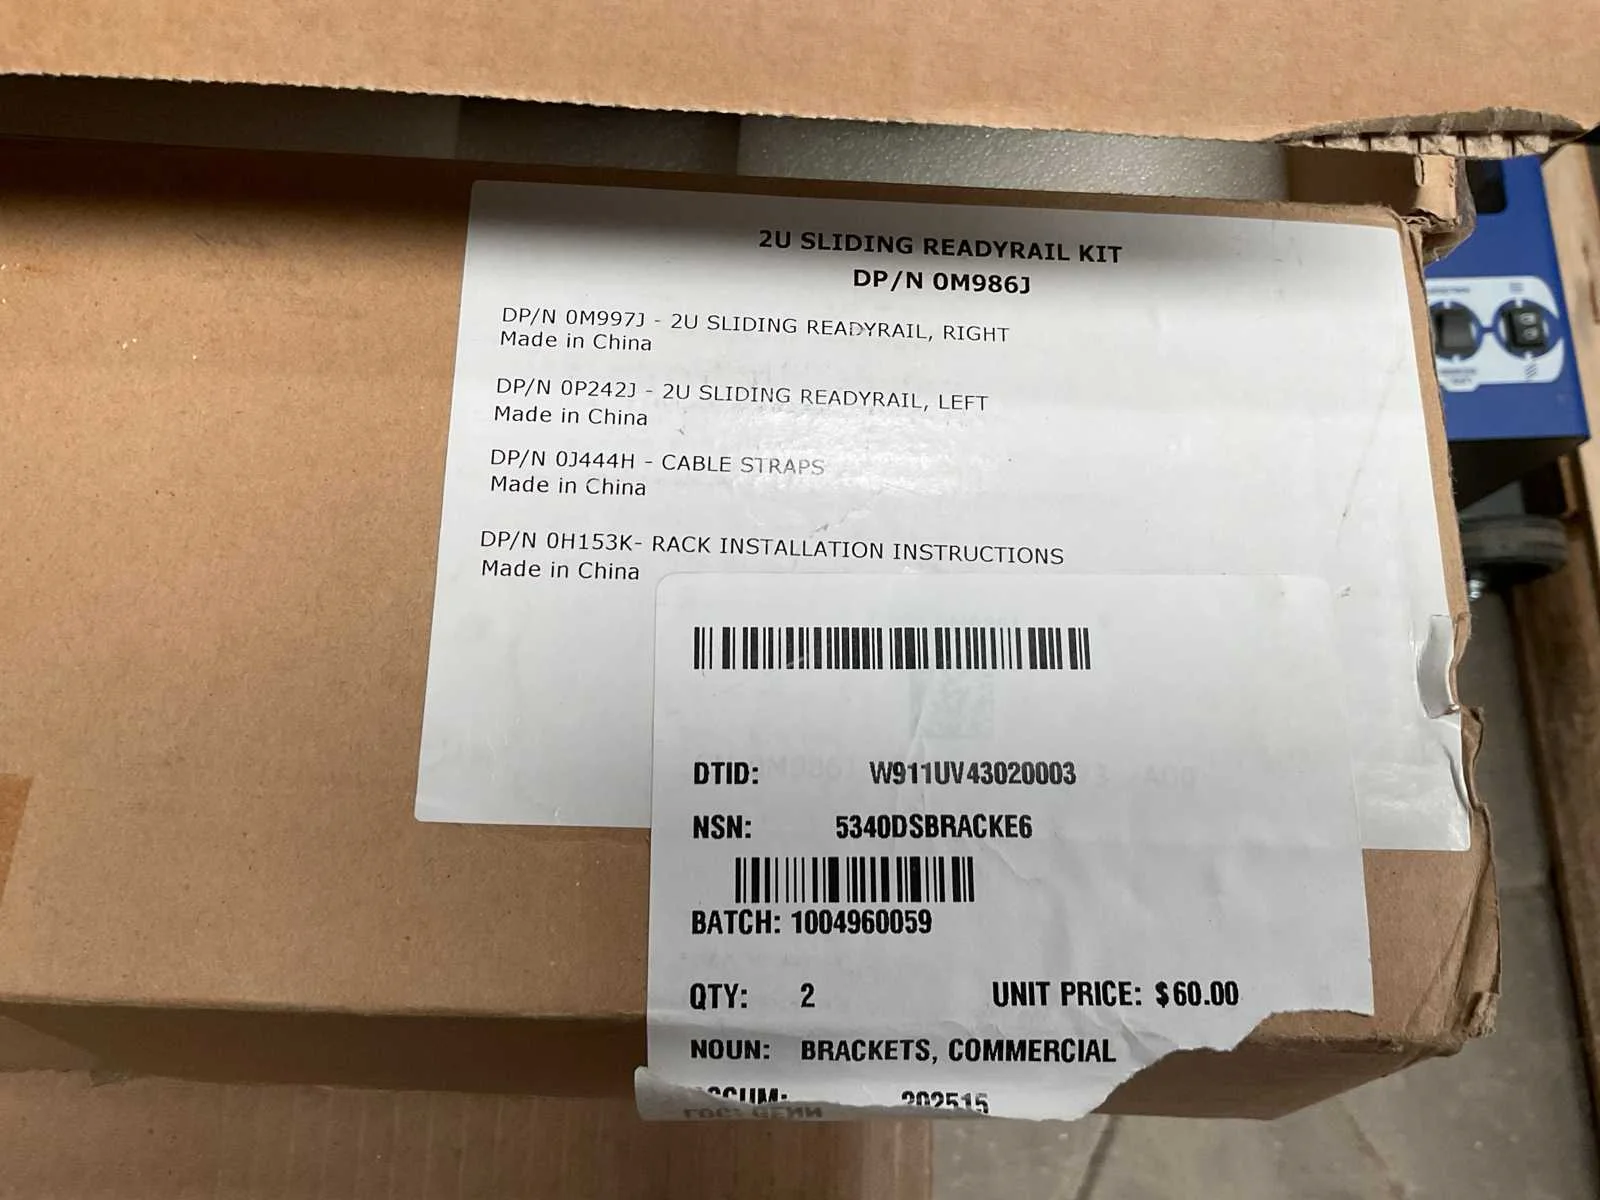 2U SLIDING READYRAIL KIT
DP/N 0M986J
DP/N 0M997J - 2U SLIDING READYRAIL, RIGHT
Made in China
DP/N 0P242J - 2U SLIDING READYRAIL, LEFT
Made in China
DP/N 0J444H - CABLE STRAPS
Made in China
DP/N 0H153K- RACK INSTALLATION INSTRUCTIONS
Made in China
DTID: W911UV43020003
NSN: 5340DSBRACKE6
BATCH: 1004960059
QTY: 2 UNIT PRICE: $60.00
NOUN: BRACKETS, COMMERCIAL
202515